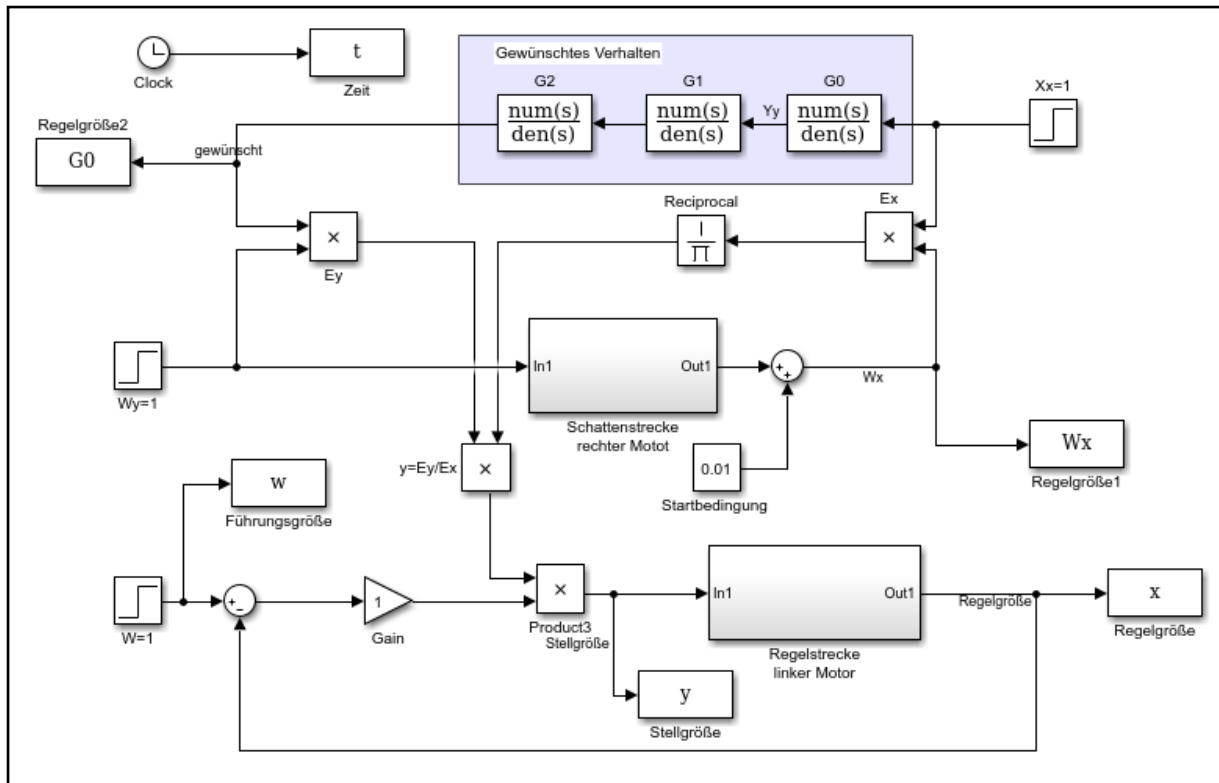 Clock
t
Zeit
Gewünschtes Verhalten
G2
num(s)
den(s)
G1
num(s)
den(s)
Yy
G0
num(s)
den(s)
Xx=1
Regelgröße2
G0
gewünscht
Reciprocal
1
∏
Ex
×
×
Ey
Wy=1
In1
Out1
Schattenstrecke
rechter Motot
+
+
Wx
Wx
Regelgröße1
y=Ey/Ex
×
0.01
Startbedingung
w
Führungsgröße
W=1
+
−
1
Gain
×
Product3
Stellgröße
In1
Out1
Regelstrecke
linker Motor
Regelgröße
x
Regelgröße
y
Stellgröße